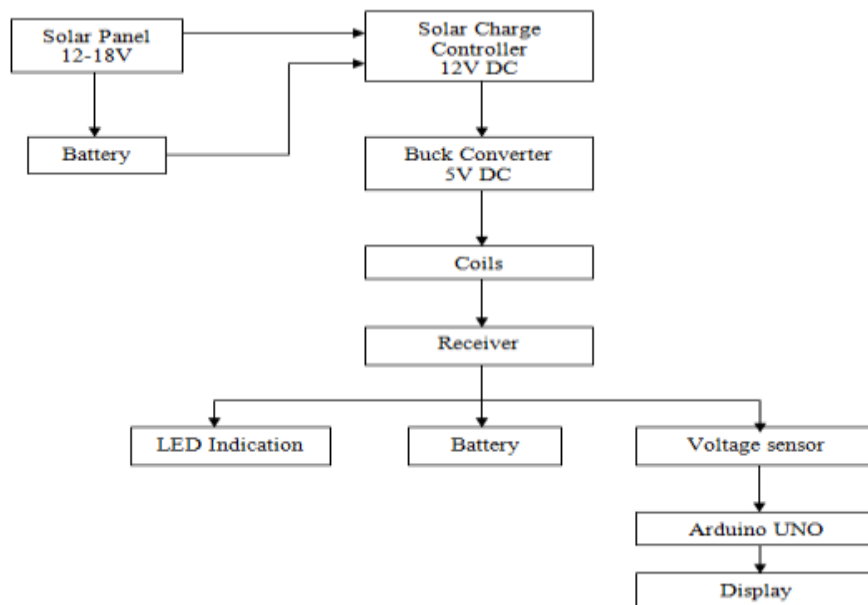 Solar Panel
12-18V
Solar Charge
Controller
12V DC
Battery
Buck Converter
5V DC
Coils
Receiver
LED Indication
Battery
Voltage sensor
Arduino UNO
Display